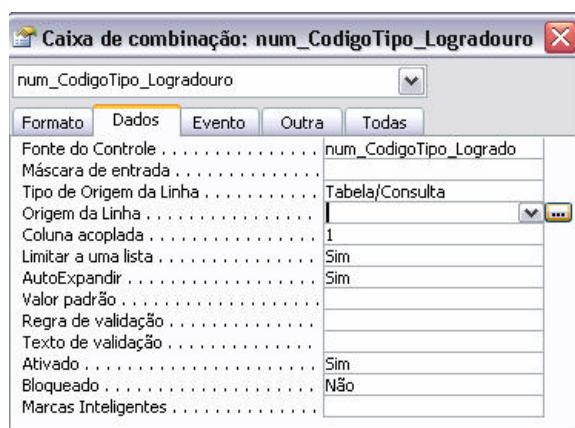 Caixa de combinação: num_CodigoTipo_Logradouro
num_CodigoTipo_Logradouro
Formato Dados Evento Outra Todas
Fonte do Controle . . . . . . . . . . . . . . . . num_CodigoTipo_Logrado
Máscara de entrada . . . . . . . . . . . . . . .
Tipo de Origem da Linha . . . . . . . . . . . . Tabela/Consulta
Origem da Linha . . . . . . . . . . . . . . . . . ...
Coluna acoplada . . . . . . . . . . . . . . . . . 1
Limitar a uma lista . . . . . . . . . . . . . . . . Sim
AutoExpandir . . . . . . . . . . . . . . . . . . . Sim
Valor padrão . . . . . . . . . . . . . . . . . . . .
Regra de validação . . . . . . . . . . . . . . .
Texto de validação . . . . . . . . . . . . . . .
Ativado . . . . . . . . . . . . . . . . . . . . . . . Sim
Bloqueado . . . . . . . . . . . . . . . . . . . . . Não
Marcas Inteligentes . . . . . . . . . . . . . . .